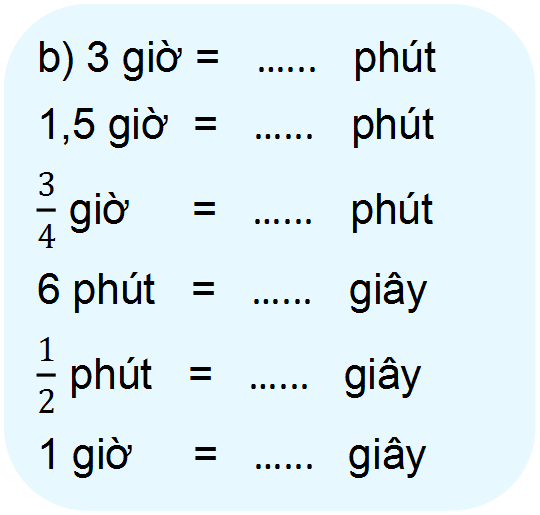 b) 3 giờ = ...... phút
1,5 giờ = ...... phút
3/4 giờ = ...... phút
6 phút = ...... giây
1/2 phút = ...... giây
1 giờ = ...... giây